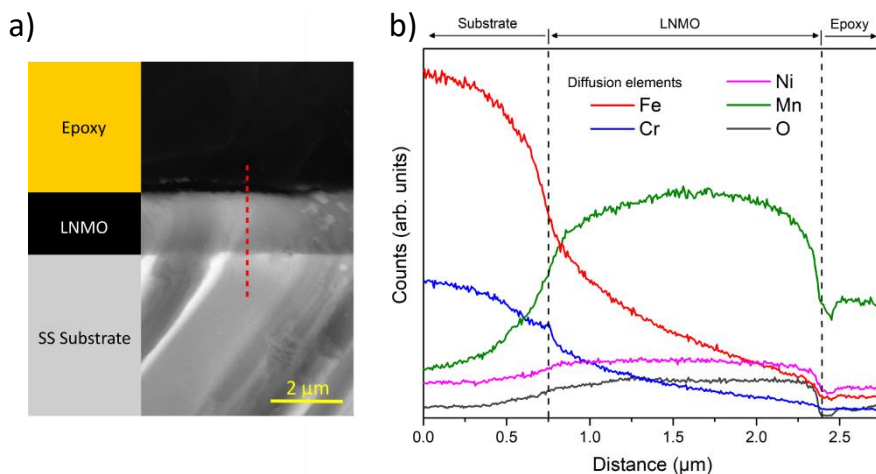 a)
Epoxy
LNMO
SS Substrate
2 µm
b)
Substrate
LNMO
Epoxy
Diffusion elements
Fe
Cr
Ni
Mn
O
Counts (arb. units)
0.0
0.5
1.0
1.5
2.0
2.5
Distance (µm)